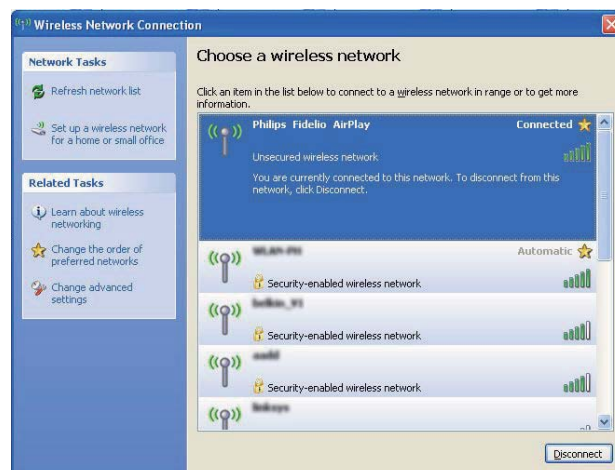 Wireless Network Connection
Network Tasks
Refresh network list
Set up a wireless network
for a home or small office
Related Tasks
Learn about wireless
networking
Change the order of
preferred networks
Change advanced
settings
Choose a wireless network
Click an item in the list below to connect to a wireless network in range or to get more
information.
Philips Fidelio AirPlay
Connected
Unsecured wireless network
You are currently connected to this network. To disconnect from this
network, click Disconnect.
Automatic
Security-enabled wireless network
Security-enabled wireless network
Security-enabled wireless network
Disconnect